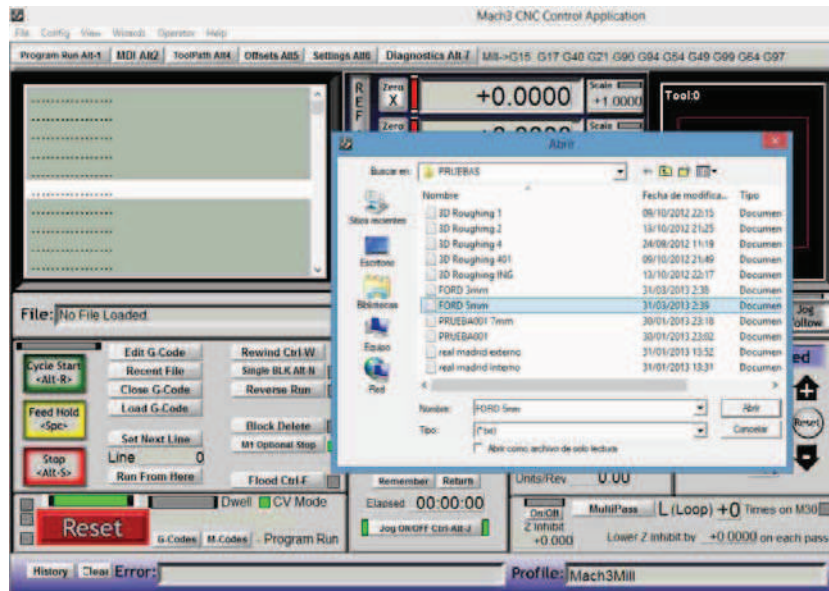 Mach3 CNC Control Application
File Config View Wizards Operator Help
Program Run Alt-1 MDI Alt2 ToolPath Alt4 Offsets Alt5 Settings Alt6 Diagnostics Alt-7 Mill->G15 G17 G40 G21 G90 G94 G54 G49 G99 G64 G97
REF
Zero X +0.0000 Scale +1.0000 Tool:0
Zero Scale
Abrir
Buscar en: PRUEBAS
Nombre Fecha de modifica... Tipo
Sitios recientes
Escritorio
Bibliotecas
Equipo
Red
3D Roughing 1 09/10/2012 22:15 Documen
3D Roughing 2 13/10/2012 21:25 Documen
3D Roughing 4 24/09/2012 11:19 Documen
3D Roughing 401 09/10/2012 21:49 Documen
3D Roughing ING 13/10/2012 22:17 Documen
FORD 3mm 31/03/2013 2:38 Documen
FORD 5mm 31/03/2013 2:39 Documen
PRUEBA001 7mm 30/01/2013 23:18 Documen
PRUEBA001 30/01/2013 23:02 Documen
real madrid externo 31/01/2013 13:52 Documen
real madrid interno 31/01/2013 13:31 Documen
Nombre: FORD 5mm Abrir
Tipo: (*.txt) Cancelar
Abrir como archivo de solo lectura
File: No File Loaded.
Jog Follow
Cycle Start <Alt-R>
Feed Hold <Spc>
Stop <Alt-S>
Edit G-Code Rewind Ctrl-W
Recent File Single BLK Alt-N
Close G-Code Reverse Run
Load G-Code
Block Delete
Set Next Line M1 Optional Stop
Line 0
Run From Here Flood Ctrl-F
ed
Reset
Remember Return
Units/Rev 0.00
Dwell CV Mode
Elapsed 00:00:00
Jog ON/OFF Ctrl-Alt-J
Reset
G-Codes M-Codes Program Run
On/Off MultiPass L (Loop) +0 Times on M30
Z Inhibit +0.000 Lower Z Inhibit by +0.0000 on each pass
History Clear Error:
Profile: Mach3Mill